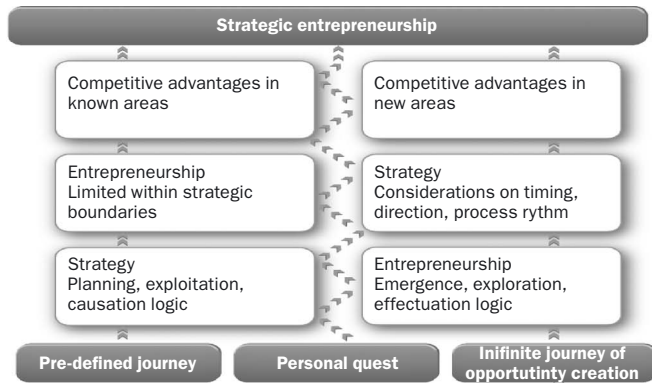 Strategic entrepreneurship
Competitive advantages in
known areas
Competitive advantages in
new areas
Entrepreneurship
Limited within strategic
boundaries
Strategy
Considerations on timing,
direction, process rythm
Strategy
Planning, exploitation,
causation logic
Entrepreneurship
Emergence, exploration,
effectuation logic
Pre-defined journey
Personal quest
Inifinite journey of
opportutinty creation